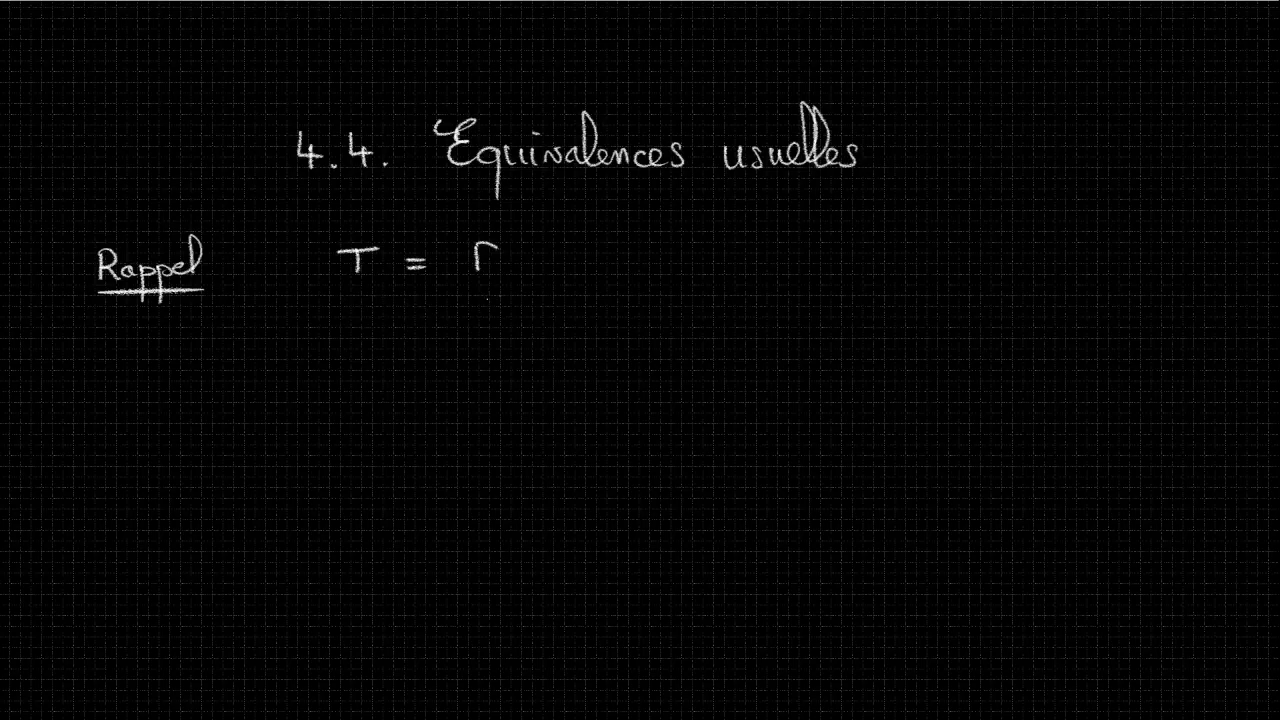 4.4. Equivalences usuelles
Rappel T = Γ